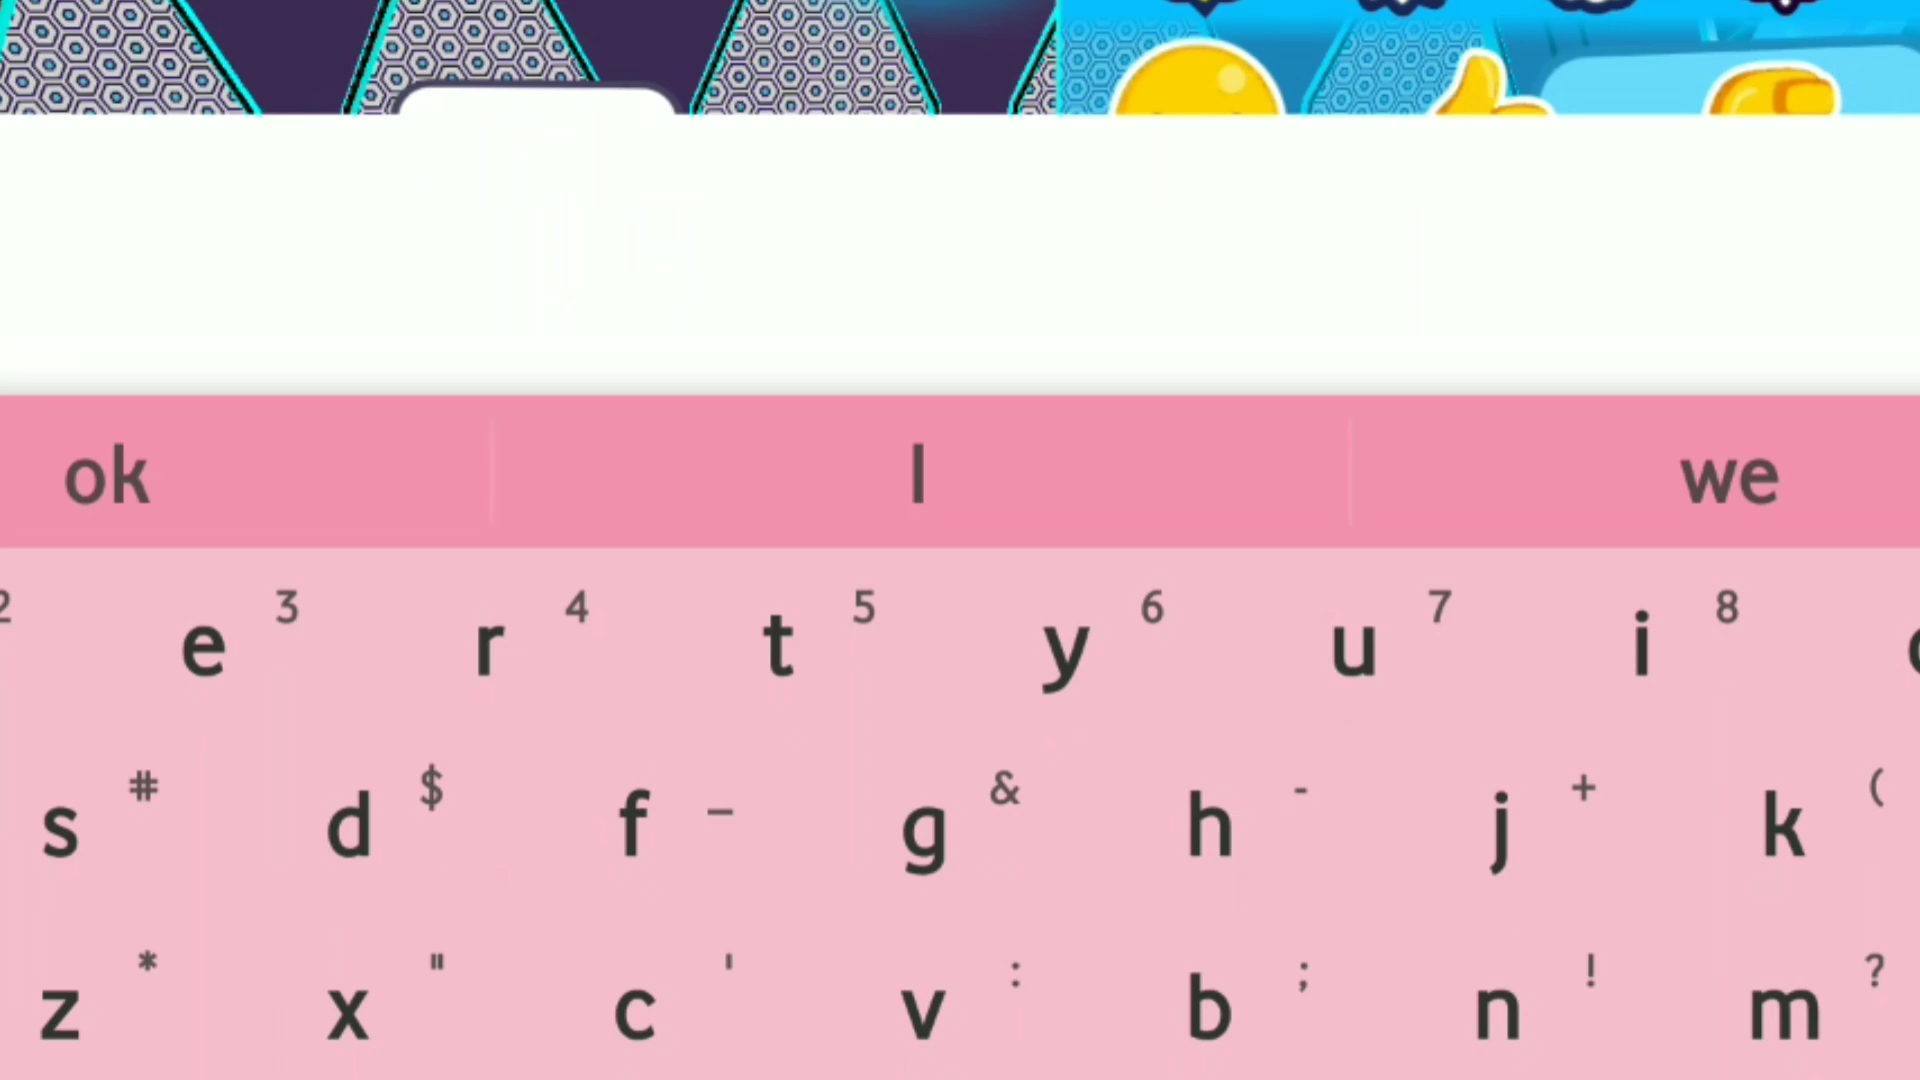 ok I we
2 e 3 r 4 t 5 y 6 u 7 i 8
s # d $ f _ g & h - j + k (
z * x " c ' v : b ; n ! m ?